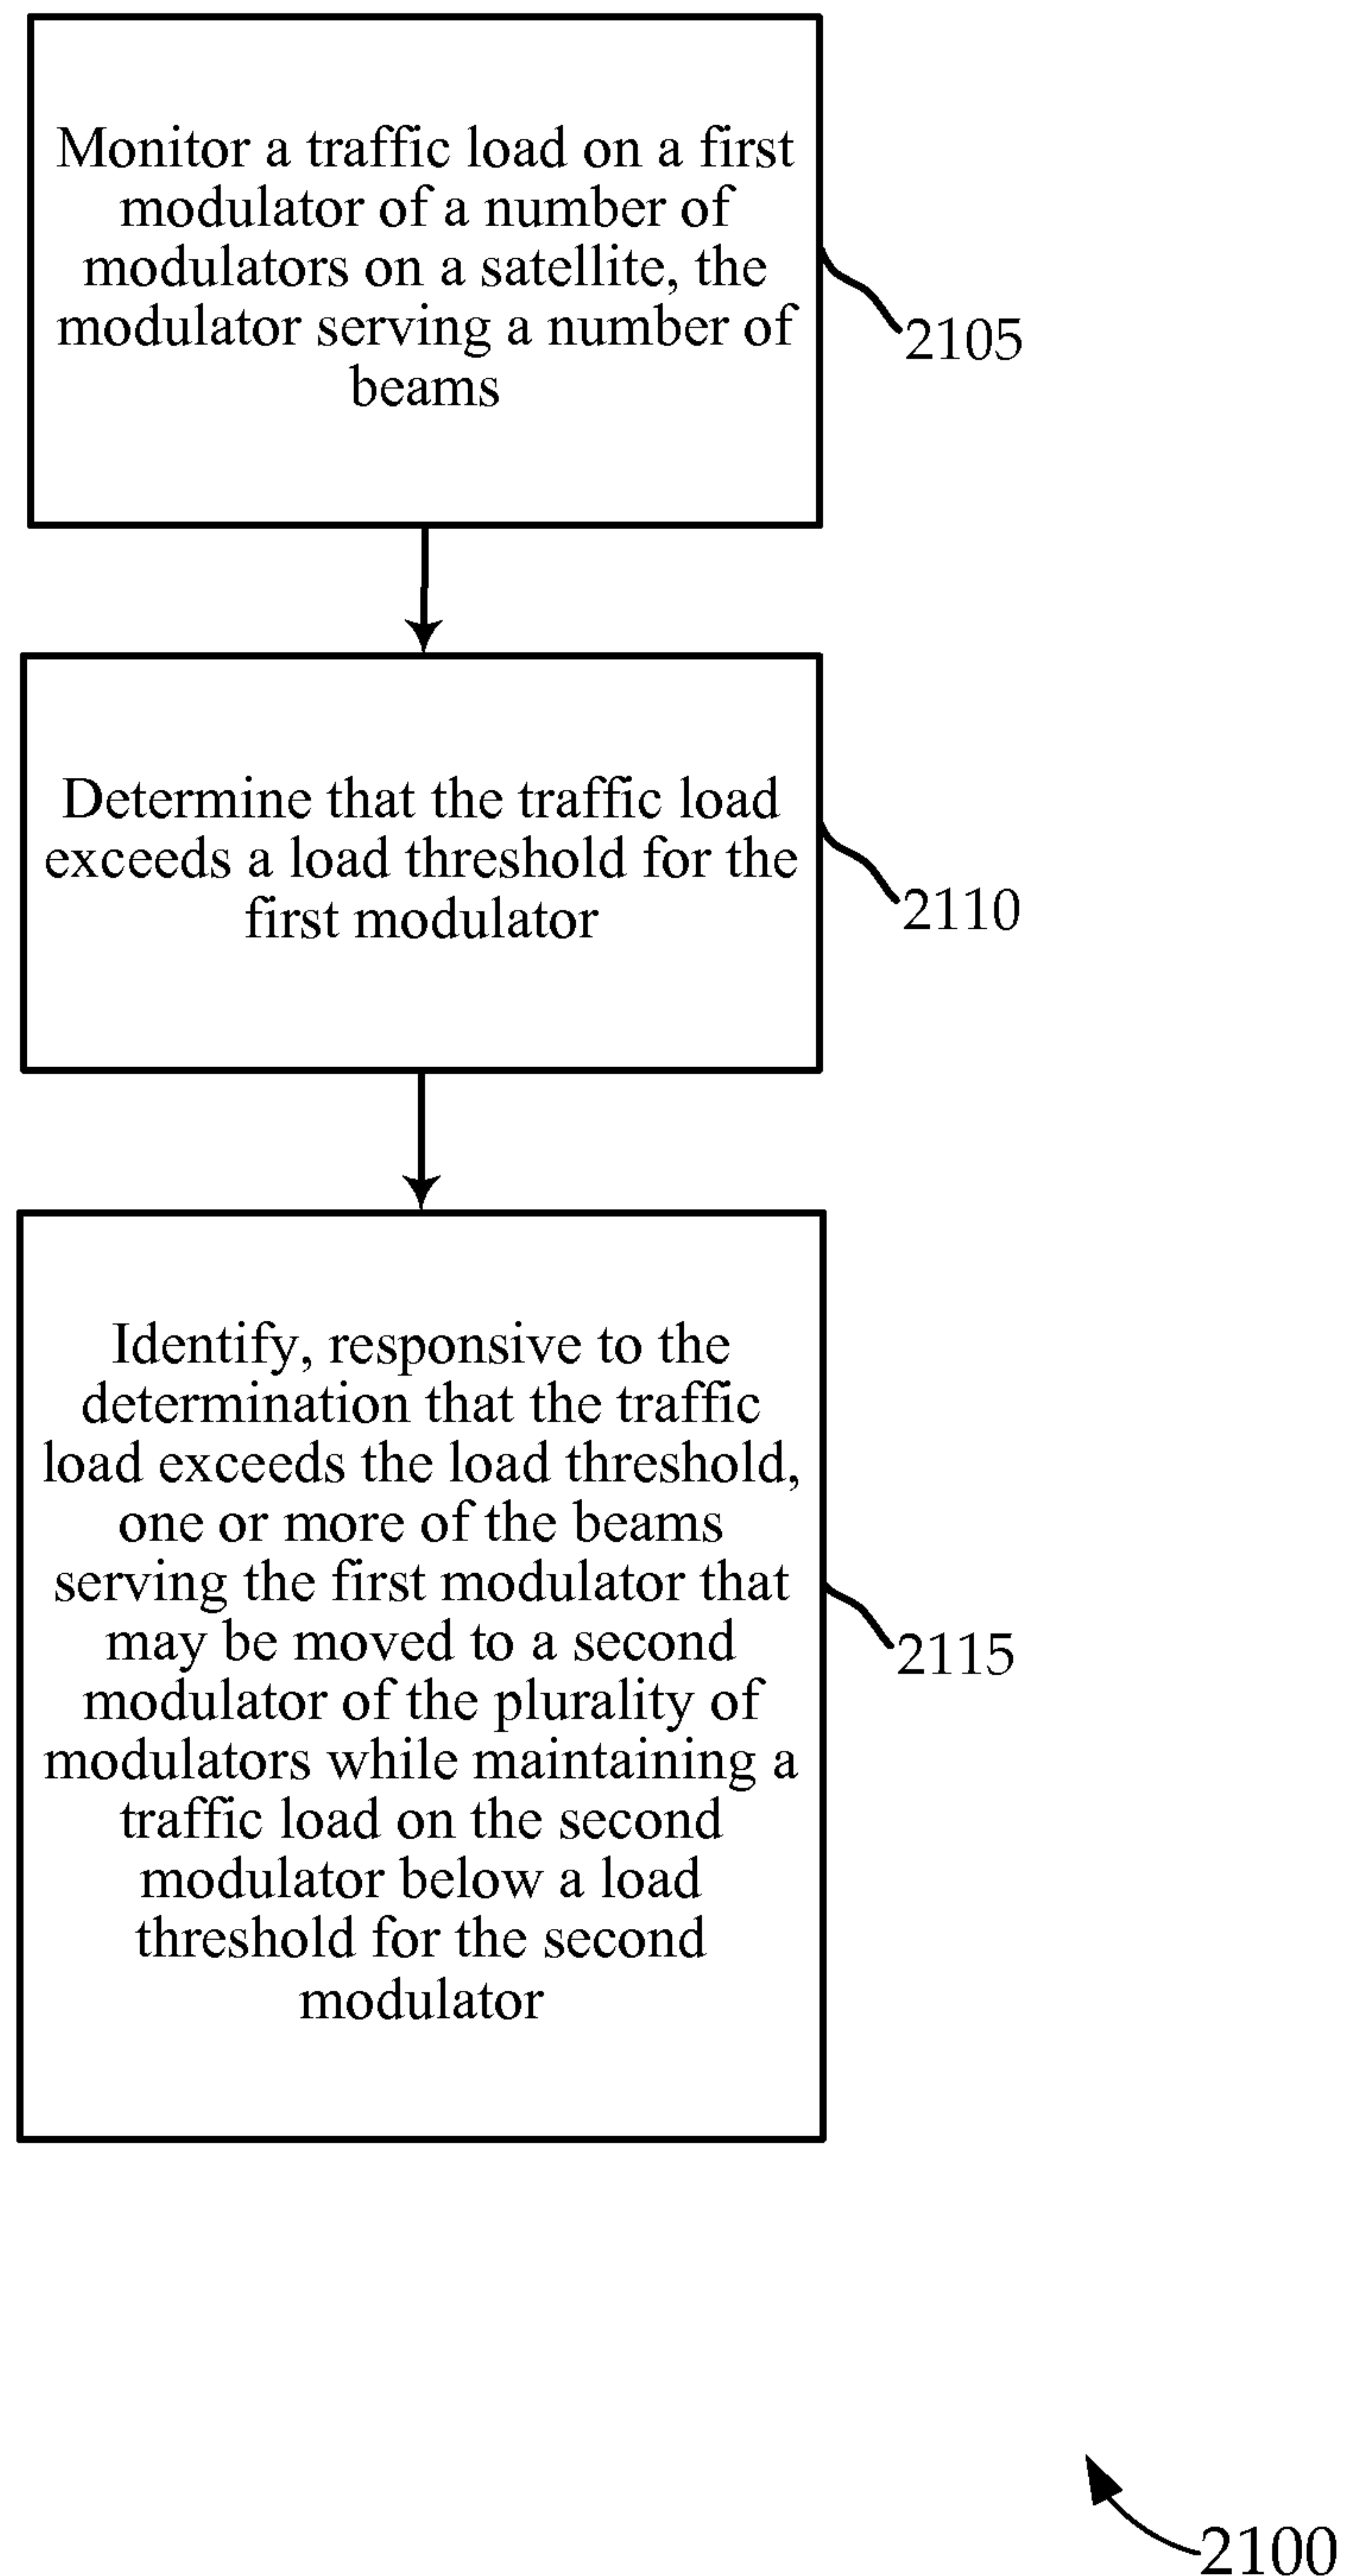 Monitor a traffic load on a first
modulator of a number of
modulators on a satellite, the
modulator serving a number of
beams
2105
Determine that the traffic load
exceeds a load threshold for the
first modulator
2110
Identify, responsive to the
determination that the traffic
load exceeds the load threshold,
one or more of the beams
serving the first modulator that
may be moved to a second
modulator of the plurality of
modulators while maintaining a
traffic load on the second
modulator below a load
threshold for the second
modulator
2115
2100